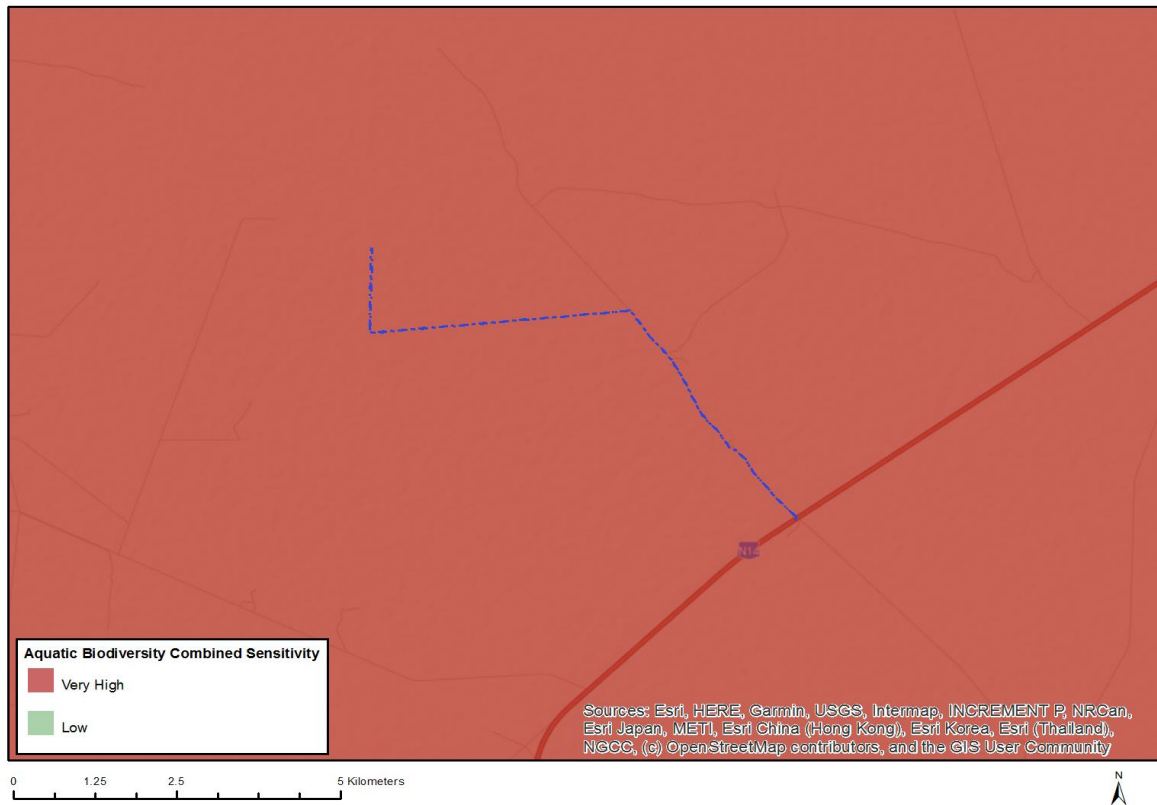 N14
Aquatic Biodiversity Combined Sensitivity
Very High
Low
Sources: Esri, HERE, Garmin, USGS, Intermap, INCREMENT P, NRCan,
Esri Japan, METI, Esri China (Hong Kong), Esri Korea, Esri (Thailand),
NGCC, (c) OpenStreetMap contributors, and the GIS User Community
0 1.25 2.5 5 Kilometers
N